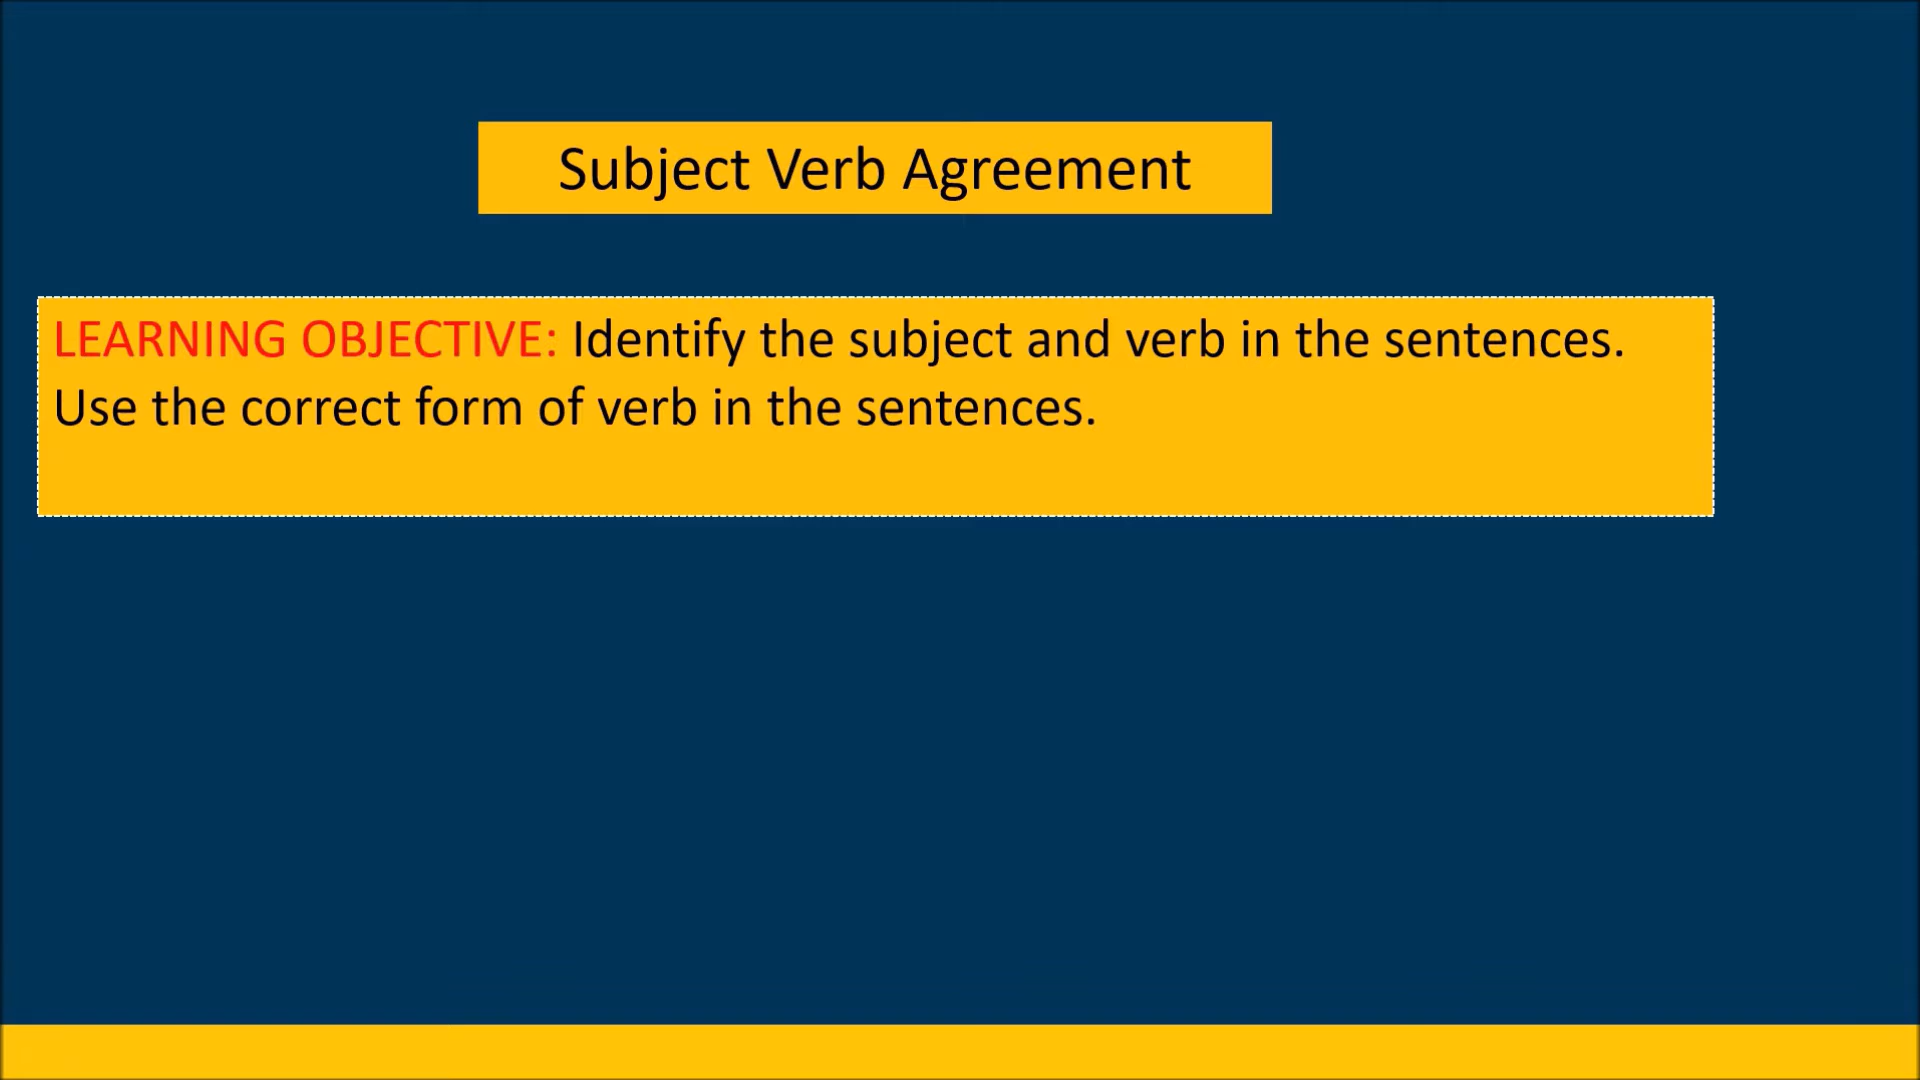 Subject Verb Agreement
LEARNING OBJECTIVE: Identify the subject and verb in the sentences.
Use the correct form of verb in the sentences.